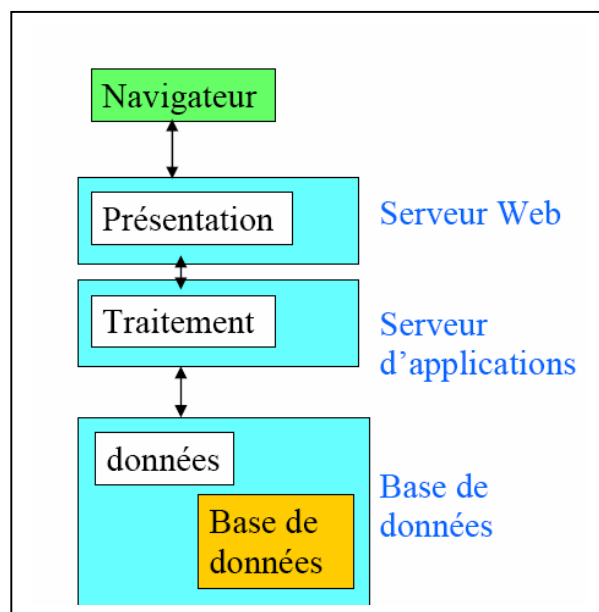 Navigateur
Présentation
Serveur Web
Traitement
Serveur
d’applications
données
Base de
données
Base de
données